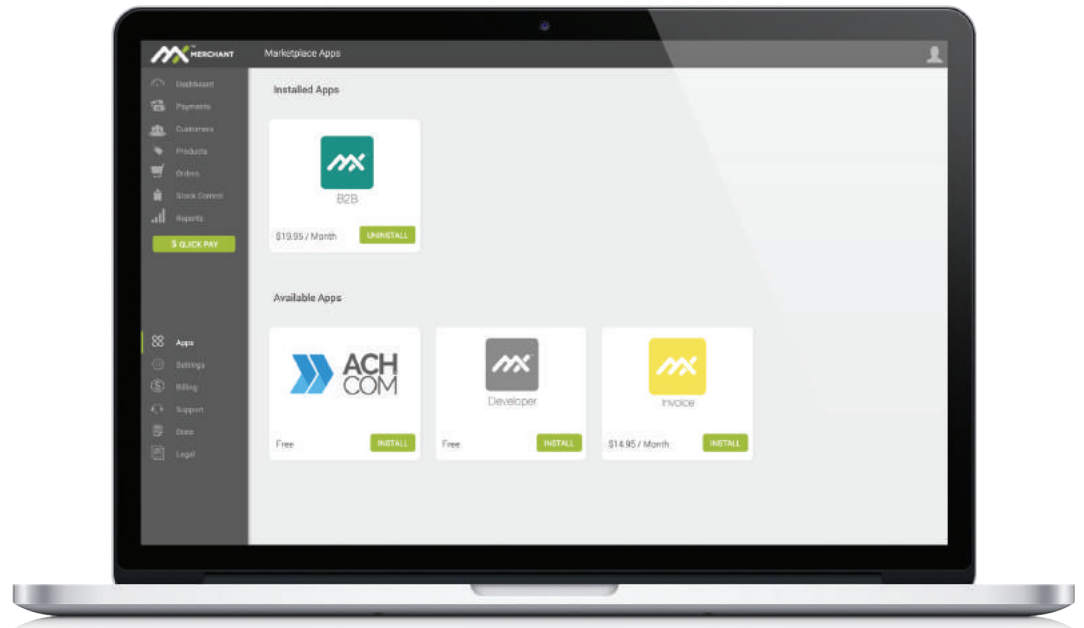 MX MERCHANT
Marketplace Apps
Dashboard
Payments
Customers
Products
Orders
Stock Control
Reports
$ QUICK PAY
Apps
Settings
Billing
Support
Docs
Legal
Installed Apps
B2B
$19.95 / Month
UNINSTALL
Available Apps
ACH
COM
Free
INSTALL
Developer
Free
INSTALL
Invoice
$14.95 / Month
INSTALL